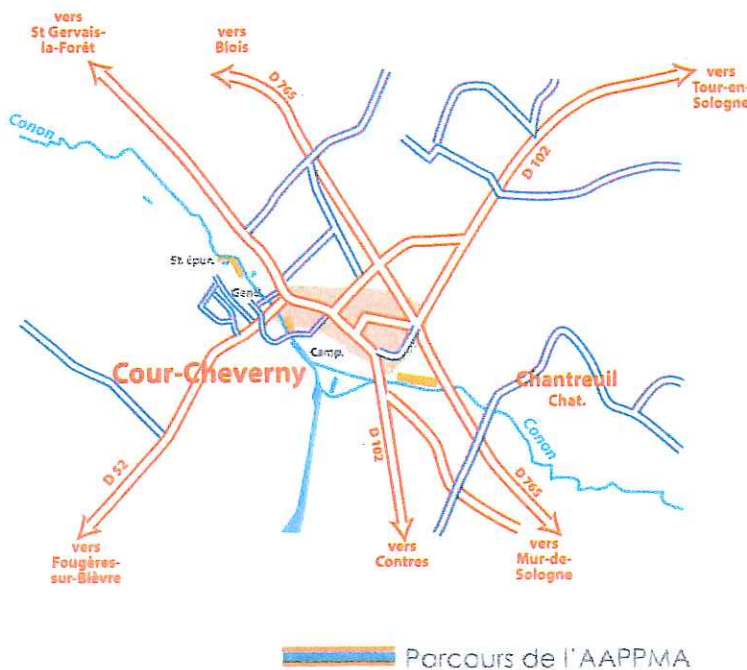 vers
St Gervais-
la-Forêt
vers
Blois
D 765
vers
Tour-en-
Sologne
D 102
Conon
St. épur.
Camp.
Cour-Cheverny
Chantreuil
Chat.
Conon
D 52
D 102
D 765
vers
Fougères-
sur-Bièvre
vers
Contres
vers
Mur-de-
Sologne
Parcours de l'AAPPMA